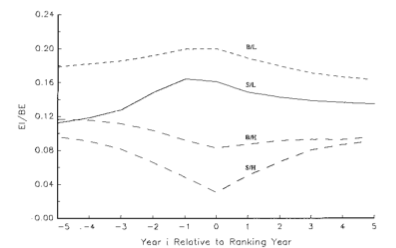 0.24
0.20
0.16
0.12
0.08
0.04
0.00
EI/BE
B/L
S/L
B/H
S/H
-5 -4 -3 -2 -1 0 1 2 3 4 5
Year i Relative to Ranking Year